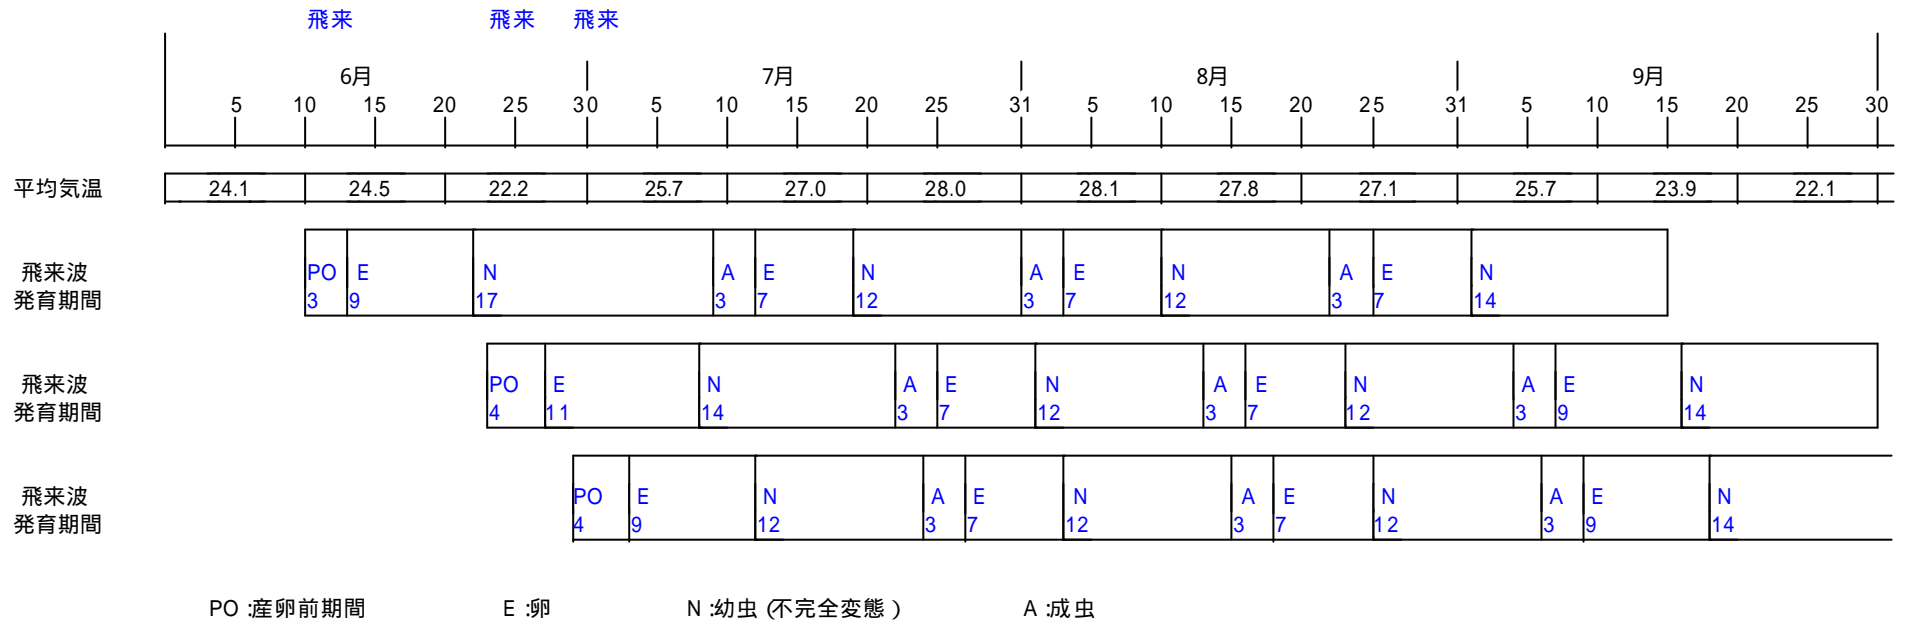 飛来 飛来 飛来
6月 7月 8月 9月
5 10 15 20 25 30 5 10 15 20 25 31 5 10 15 20 25 31 5 10 15 20 25 30
平均気温 24.1 24.5 22.2 25.7 27.0 28.0 28.1 27.8 27.1 25.7 23.9 22.1
飛来波 PO E N A E N A E N A E N
発育期間 3 9 17 3 7 12 3 7 12 3 7 14
飛来波 PO E N A E N A E N A E N
発育期間 4 11 14 3 7 12 3 7 12 3 9 14
飛来波 PO E N A E N A E N A E N
発育期間 4 9 12 3 7 12 3 7 12 3 9 14
PO :産卵前期間 E :卵 N :幼虫 (不完全変態) A :成虫